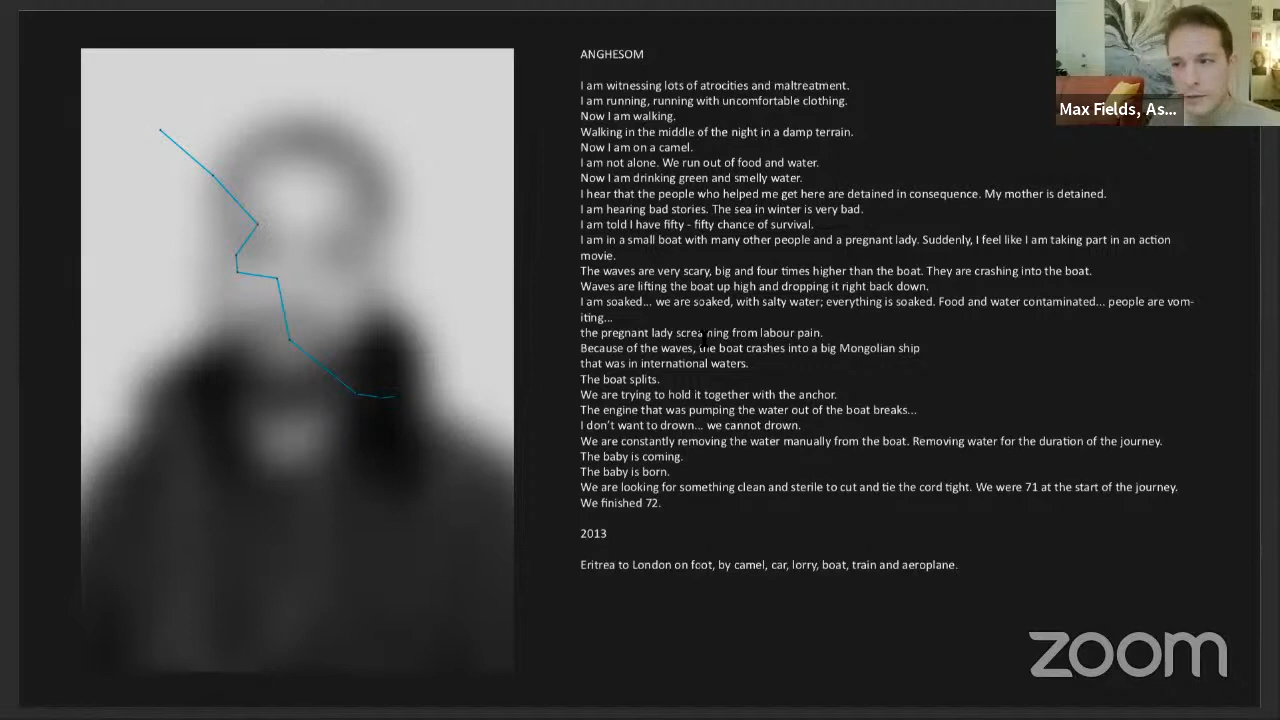 ANGHESOM
I am witnessing lots of atrocities and maltreatment.
I am running, running with uncomfortable clothing.
Now I am walking.
Walking in the middle of the night in a damp terrain.
Now I am on a camel.
I am not alone. We run out of food and water.
Now I am drinking green and smelly water.
I hear that the people who helped me get here are detained in consequence. My mother is detained.
I am hearing bad stories. The sea in winter is very bad.
I am told I have fifty - fifty chance of survival.
I am in a small boat with many other people and a pregnant lady. Suddenly, I feel like I am taking part in an action
movie.
The waves are very scary, big and four times higher than the boat. They are crashing into the boat.
Waves are lifting the boat up high and dropping it right back down.
I am soaked... we are soaked, with salty water; everything is soaked. Food and water contaminated... people are vom-
iting...
the pregnant lady screaming from labour pain.
Because of the waves, the boat crashes into a big Mongolian ship
that was in international waters.
The boat splits.
We are trying to hold it together with the anchor.
The engine that was pumping the water out of the boat breaks...
I don't want to drown... we cannot drown.
We are constantly removing the water manually from the boat. Removing water for the duration of the journey.
The baby is coming.
The baby is born.
We are looking for something clean and sterile to cut and tie the cord tight. We were 71 at the start of the journey.
We finished 72.
2013
Eritrea to London on foot, by camel, car, lorry, boat, train and aeroplane.
Max Fields, As...
zoom